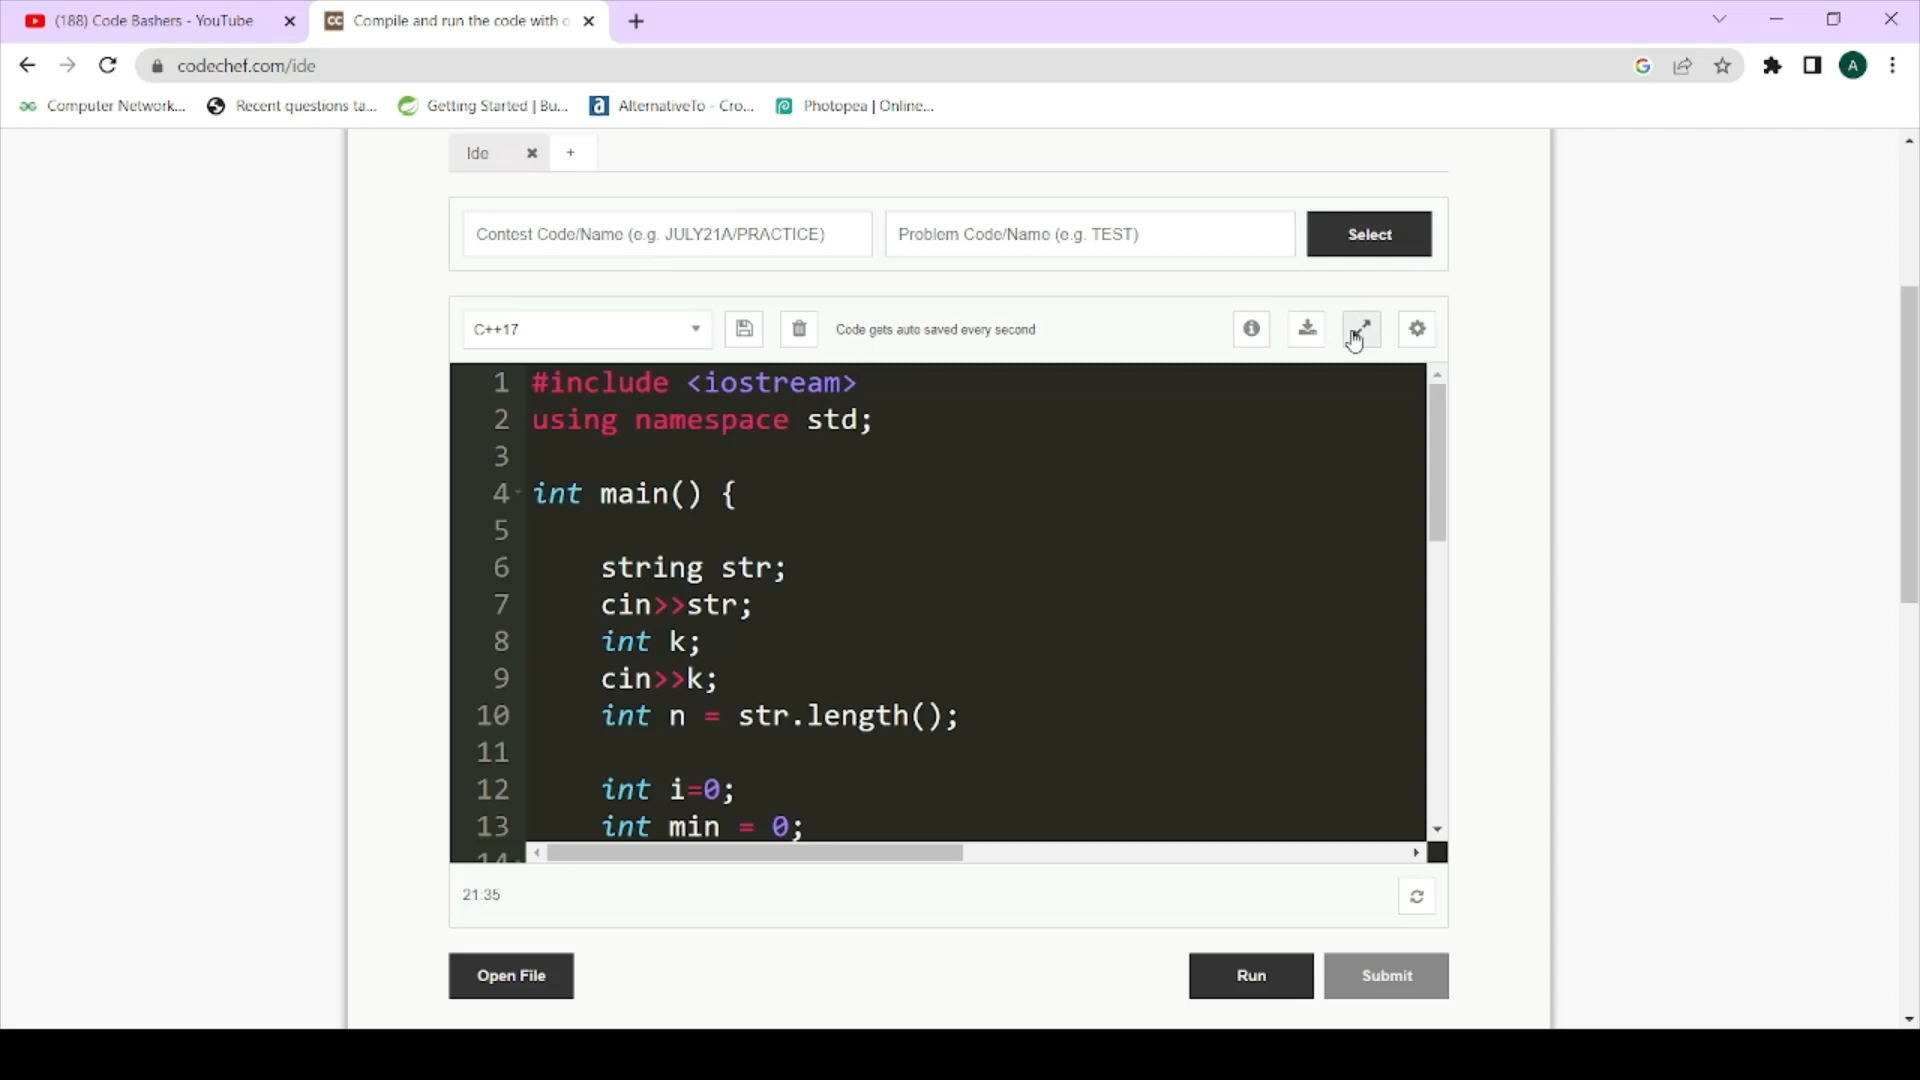 (188) Code Bashers - YouTube
Compile and run the code with o
codechef.com/ide
A
Computer Network...
Recent questions ta...
Getting Started | Bu...
AlternativeTo - Cro...
Photopea | Online...
Ide
+
Contest Code/Name (e.g. JULY21A/PRACTICE)
Problem Code/Name (e.g. TEST)
Select
C++17
Code gets auto saved every second
1 #include <iostream>
2 using namespace std;
3
4 int main() {
5
6 string str;
7 cin>>str;
8 int k;
9 cin>>k;
10 int n = str.length();
11
12 int i=0;
13 int min = 0;
14
21:35
Open File
Run
Submit